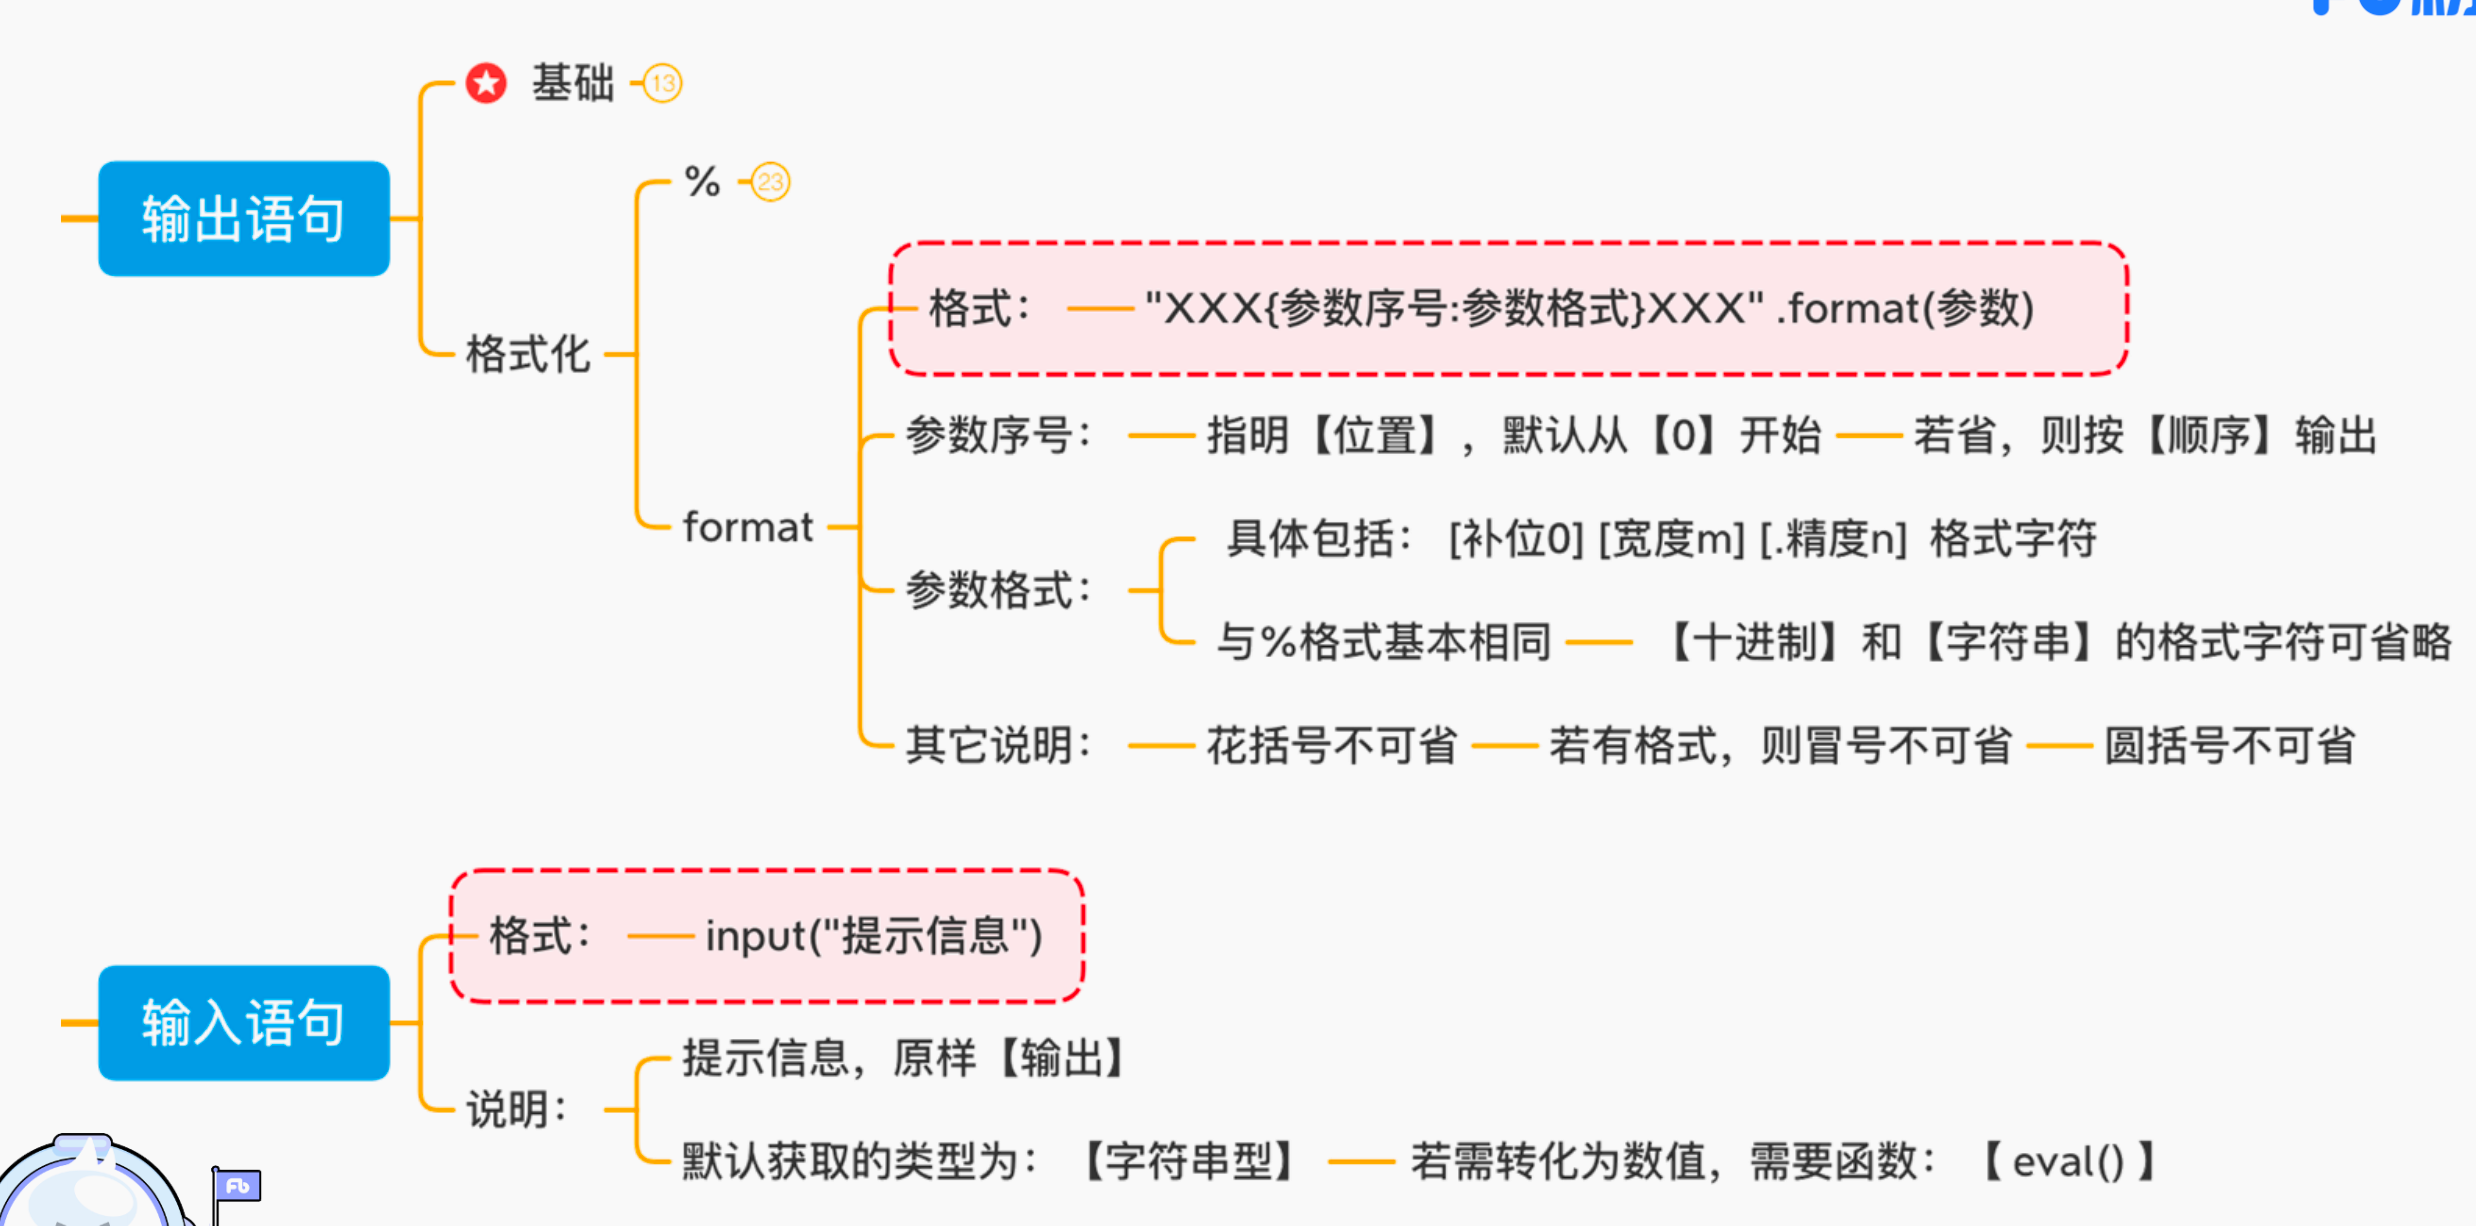 基础 13
% 23
输出语句
格式： "XXX{参数序号:参数格式}XXX" .format(参数)
格式化
参数序号： 指明【位置】，默认从【0】开始 若省，则按【顺序】输出
format
具体包括： [补位0] [宽度m] [.精度n] 格式字符
参数格式：
与%格式基本相同 【十进制】和【字符串】的格式字符可省略
其它说明： 花括号不可省 若有格式，则冒号不可省 圆括号不可省
格式： input("提示信息")
输入语句
提示信息，原样【输出】
说明：
默认获取的类型为：【字符串型】 若需转化为数值，需要函数：【 eval() 】
Fb